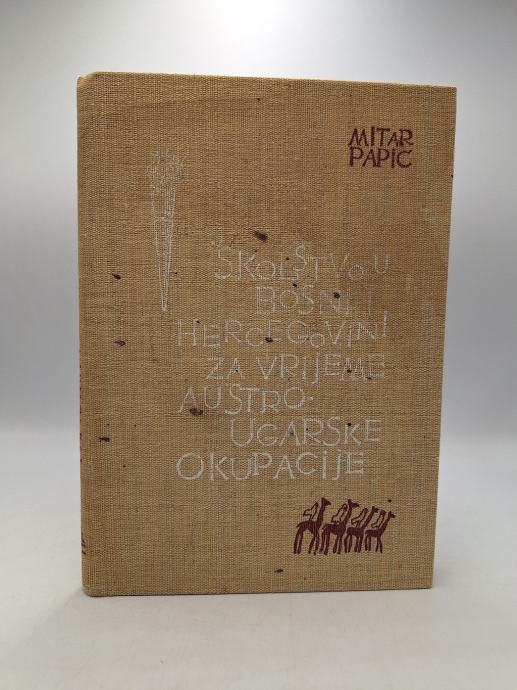 MITAR
PAPIĆ
ŠKOLSTVO U
BOSNI I
HERCEGOVINI
ZA VRIJEME
AUSTRO-
UGARSKE
OKUPACIJE